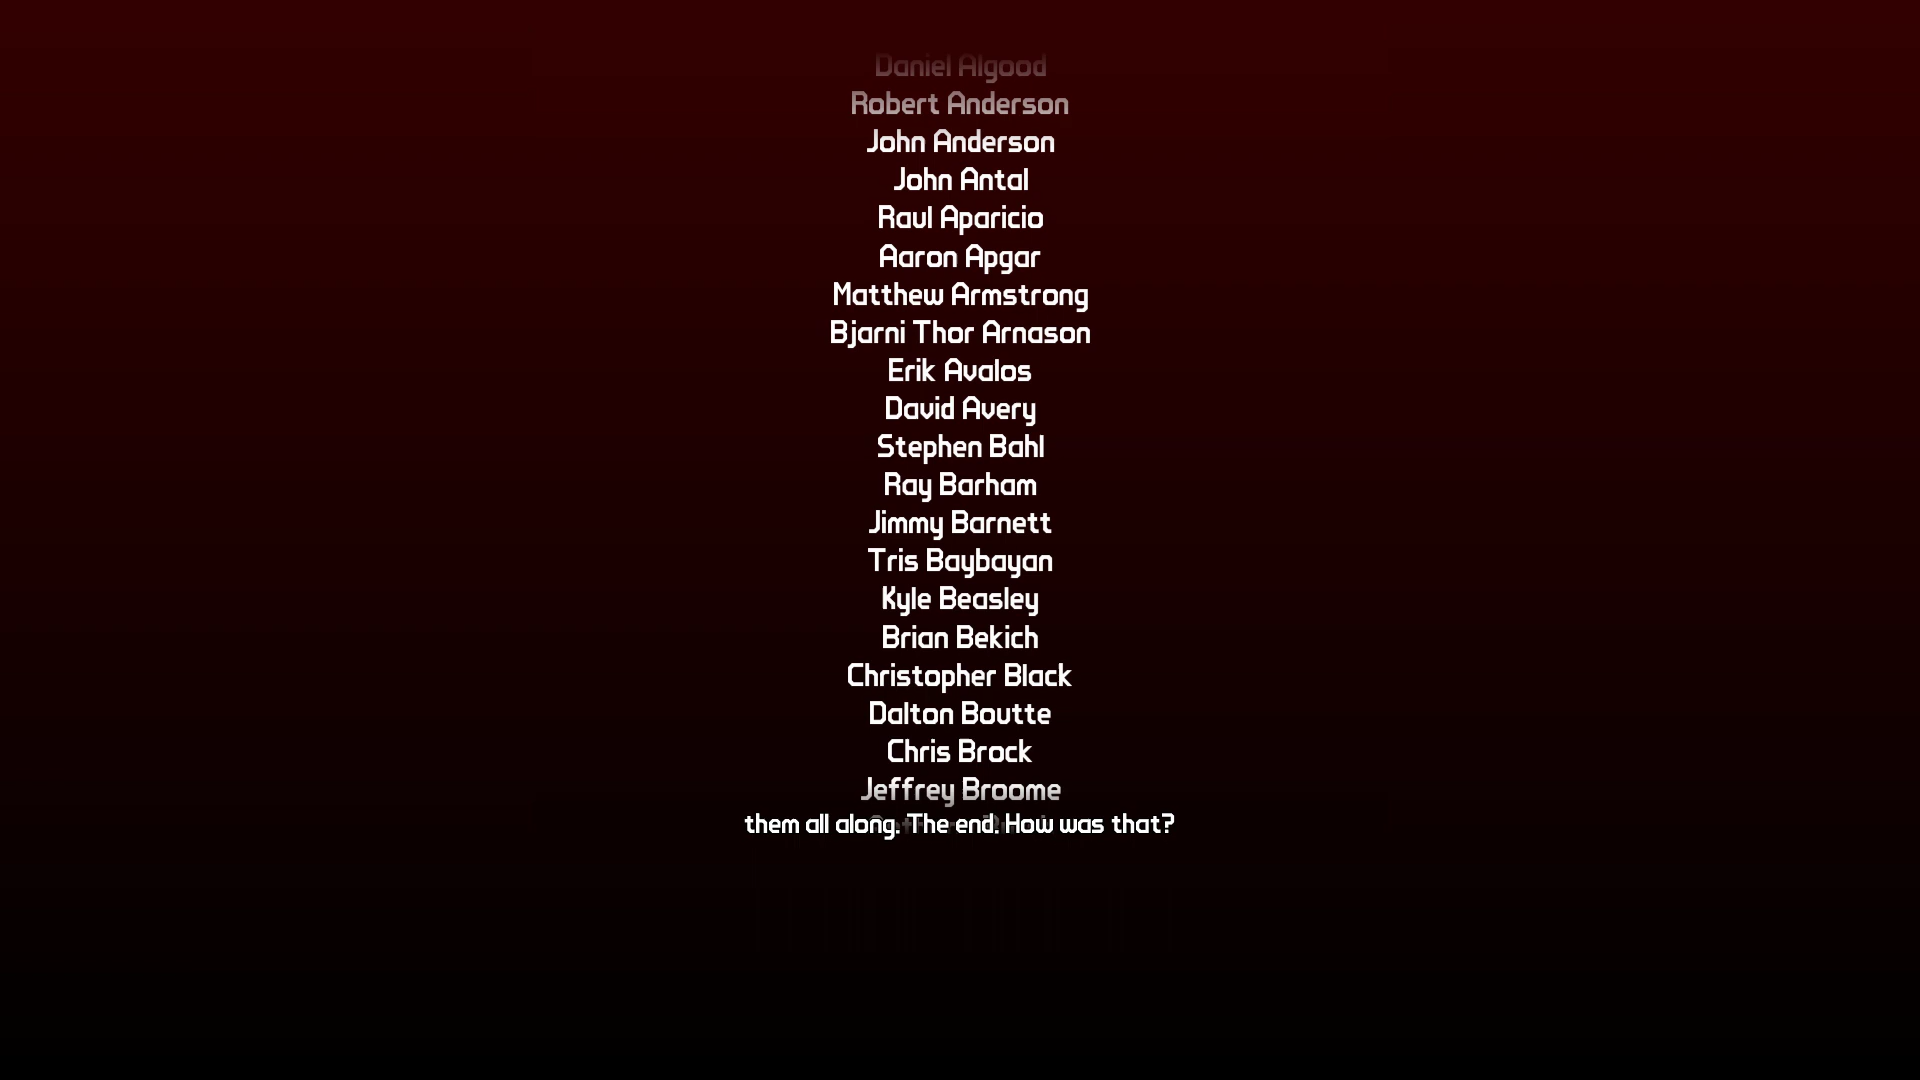 Daniel Algood
Robert Anderson
John Anderson
John Antal
Raul Aparicio
Aaron Apgar
Matthew Armstrong
Bjarni Thor Arnason
Erik Avalos
David Avery
Stephen Bahl
Ray Barham
Jimmy Barnett
Tris Baybayan
Kyle Beasley
Brian Bekich
Christopher Black
Dalton Boutte
Chris Brock
Jeffrey Broome
them all along. The end. How was that?